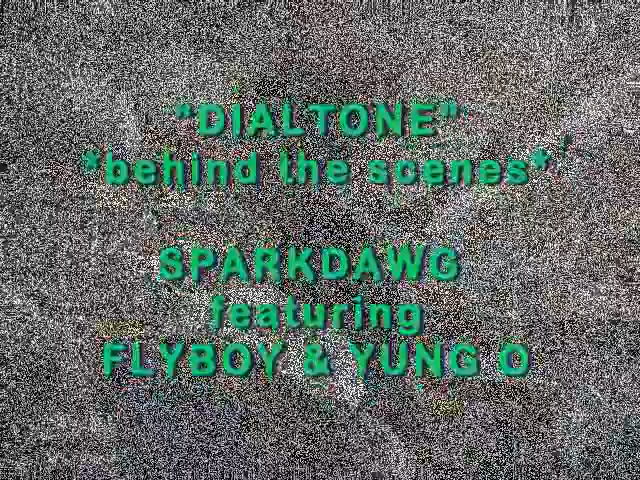 "DIALTONE"
*behind the scenes*
SPARKDAWG
featuring
FLYBOY & YUNG O